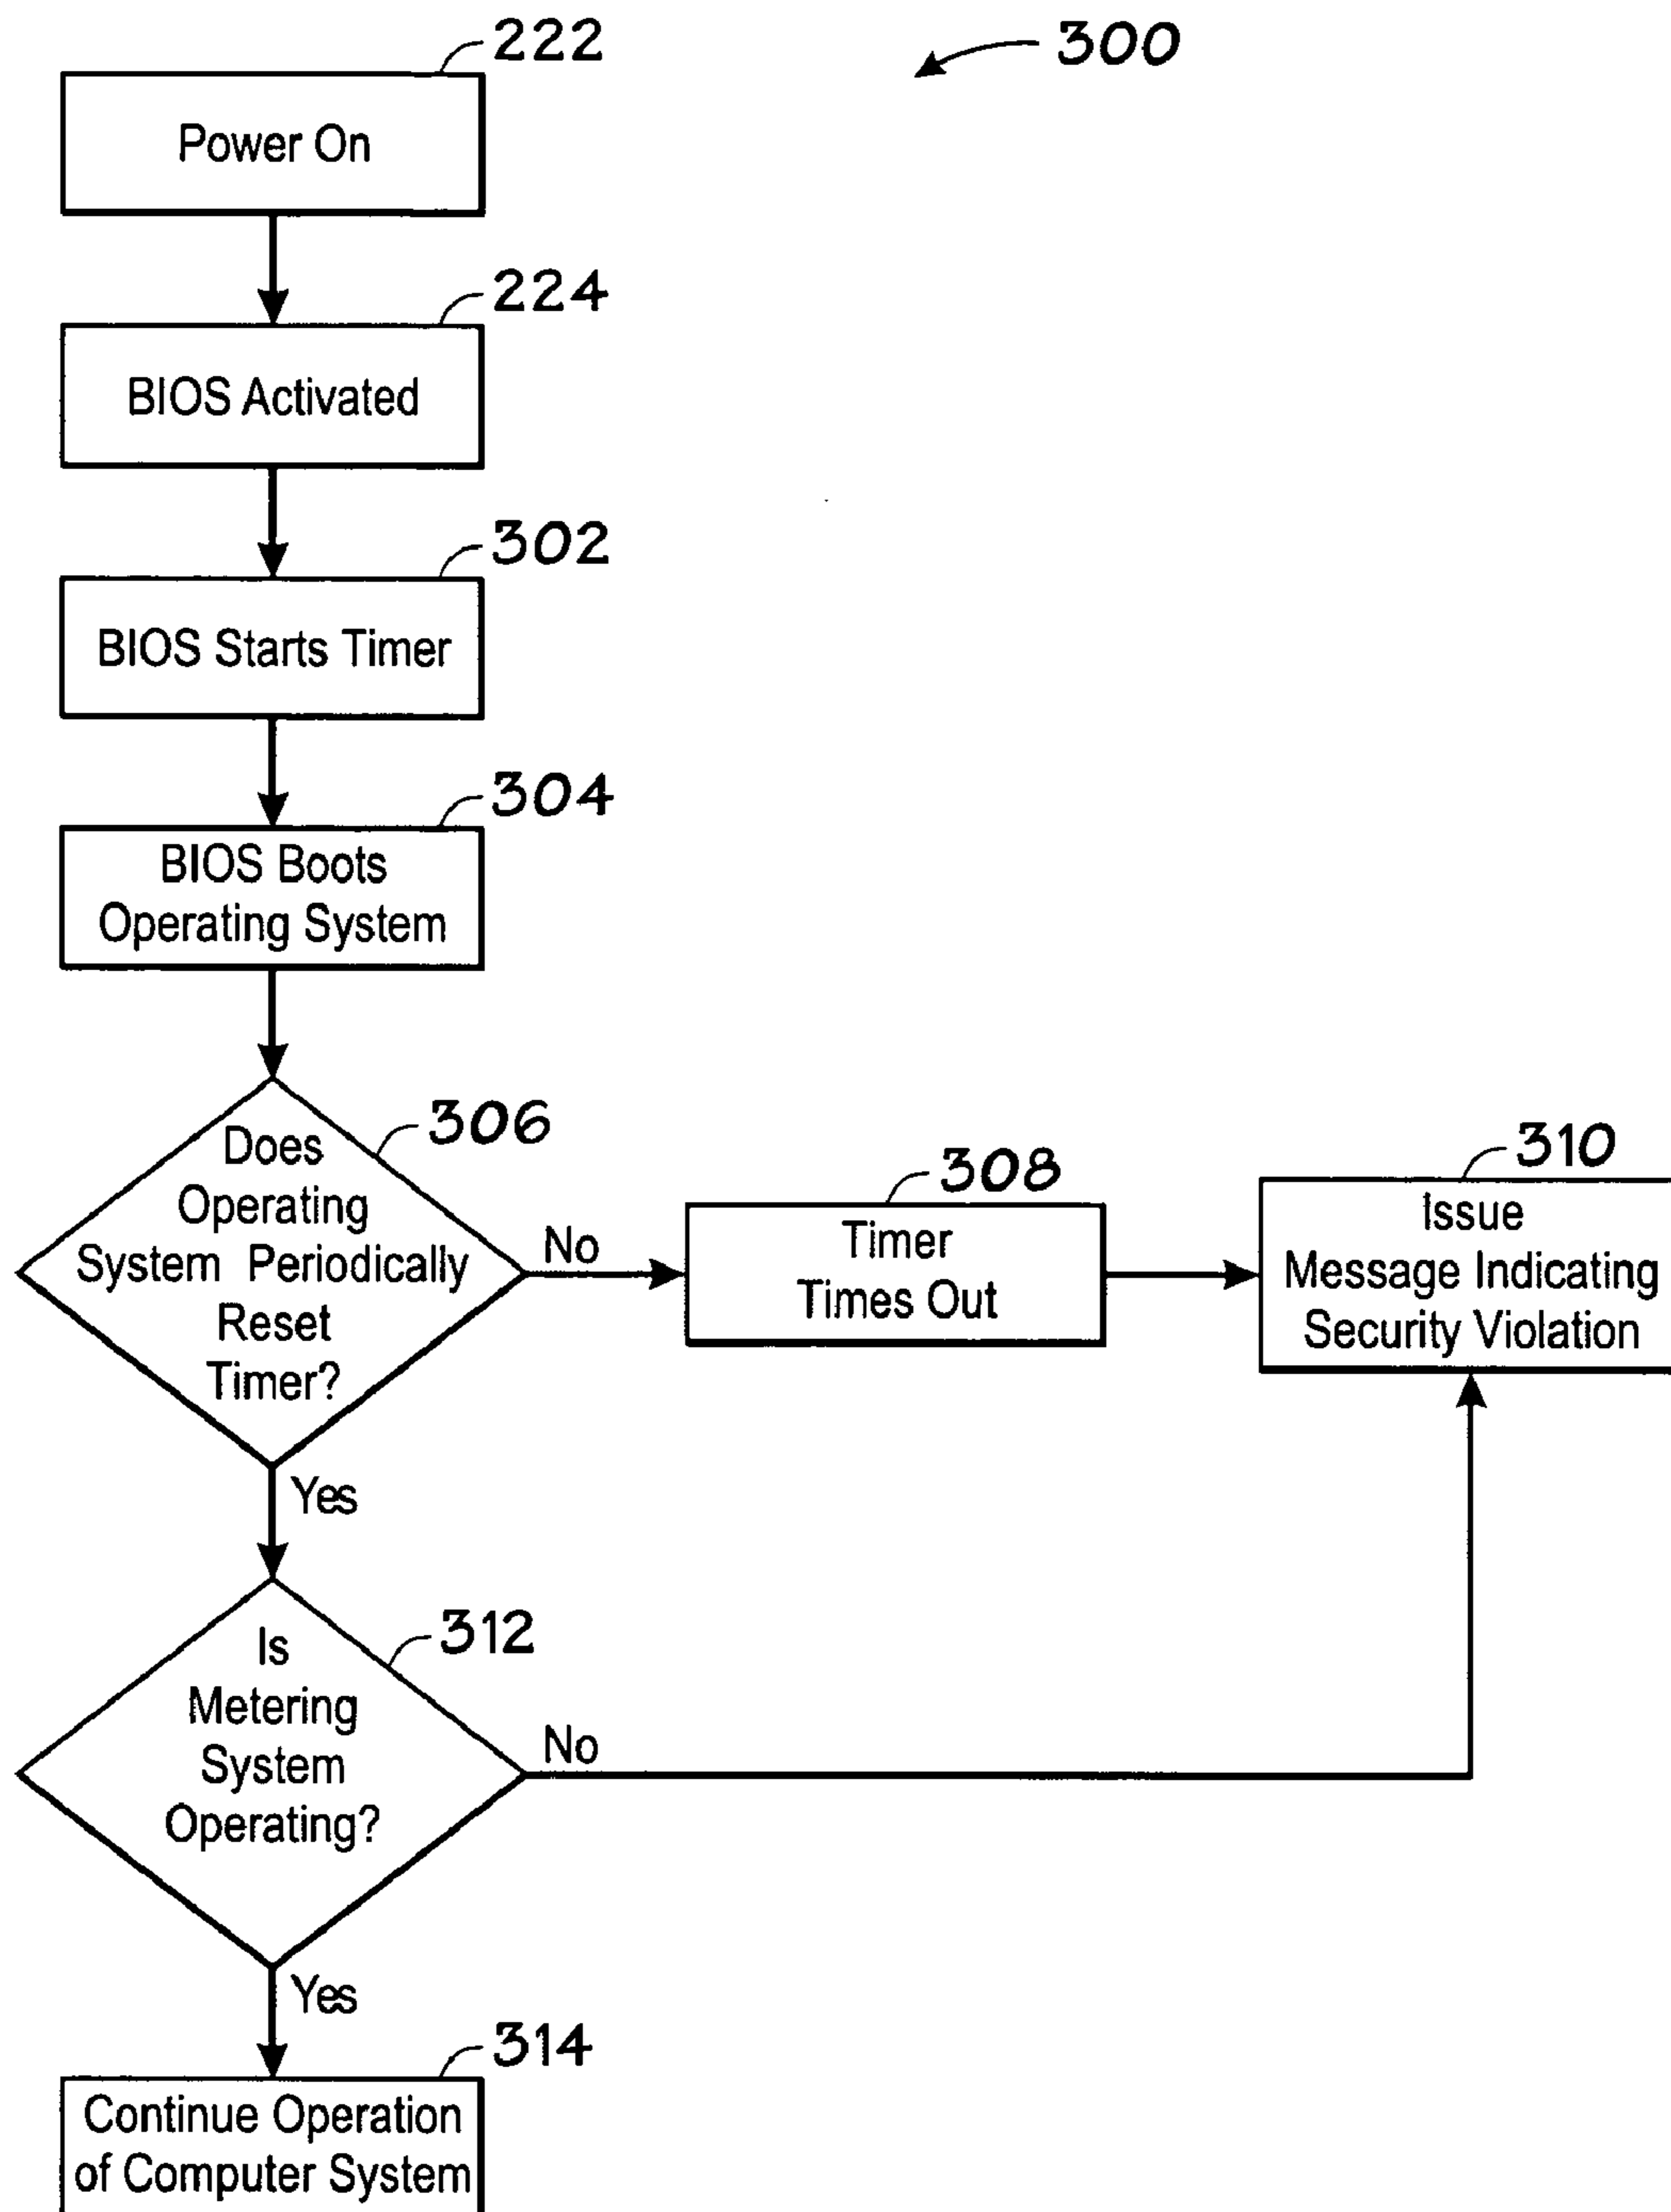 222
300
Power On
224
BIOS Activated
302
BIOS Starts Timer
304
BIOS Boots
Operating System
306
Does
Operating
System Periodically
Reset
Timer?
No
308
Timer
Times Out
310
Issue
Message Indicating
Security Violation
Yes
312
Is
Metering
System
Operating?
No
Yes
314
Continue Operation
of Computer System